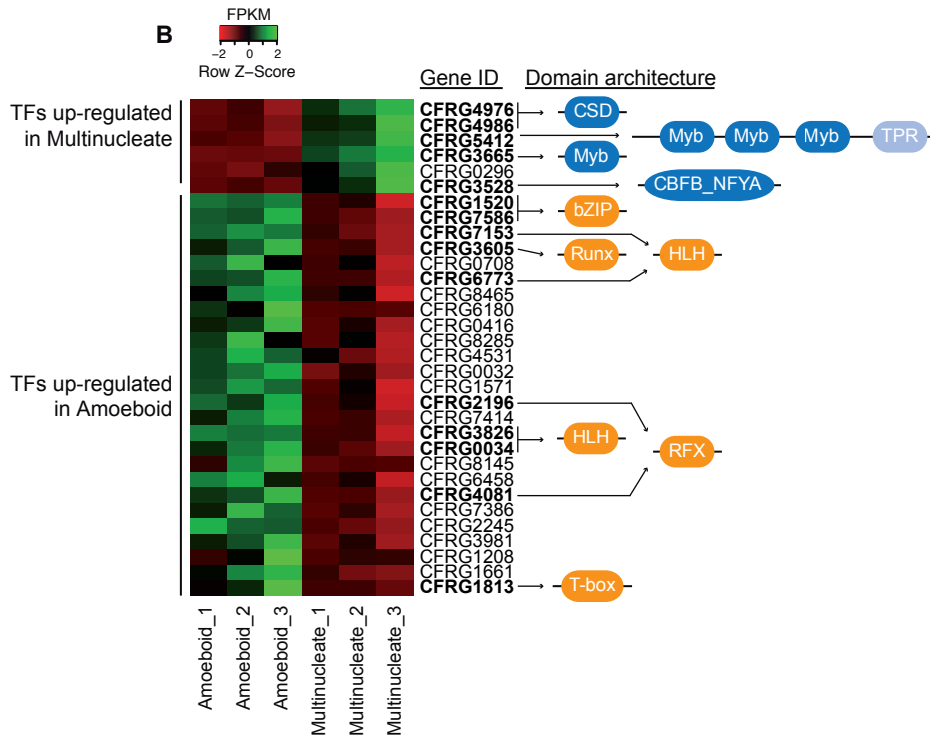 B
FPKM
−2 0 2
Row Z−Score
Gene ID Domain architecture
TFs up-regulated
in Multinucleate
CFRG4976
CFRG4986
CFRG5412
CFRG3665
CFRG0296
CFRG3528
CSD
Myb Myb Myb TPR
Myb
CBFB_NFYA
TFs up-regulated
in Amoeboid
CFRG1520
CFRG7586
CFRG7153
CFRG3605
CFRG0708
CFRG6773
CFRG8465
CFRG6180
CFRG0416
CFRG8285
CFRG4531
CFRG0032
CFRG1571
CFRG2196
CFRG7414
CFRG3826
CFRG0034
CFRG8145
CFRG6458
CFRG4081
CFRG7386
CFRG2245
CFRG3981
CFRG1208
CFRG1661
CFRG1813
bZIP
Runx HLH
HLH RFX
T-box
Amoeboid_1
Amoeboid_2
Amoeboid_3
Multinucleate_1
Multinucleate_2
Multinucleate_3